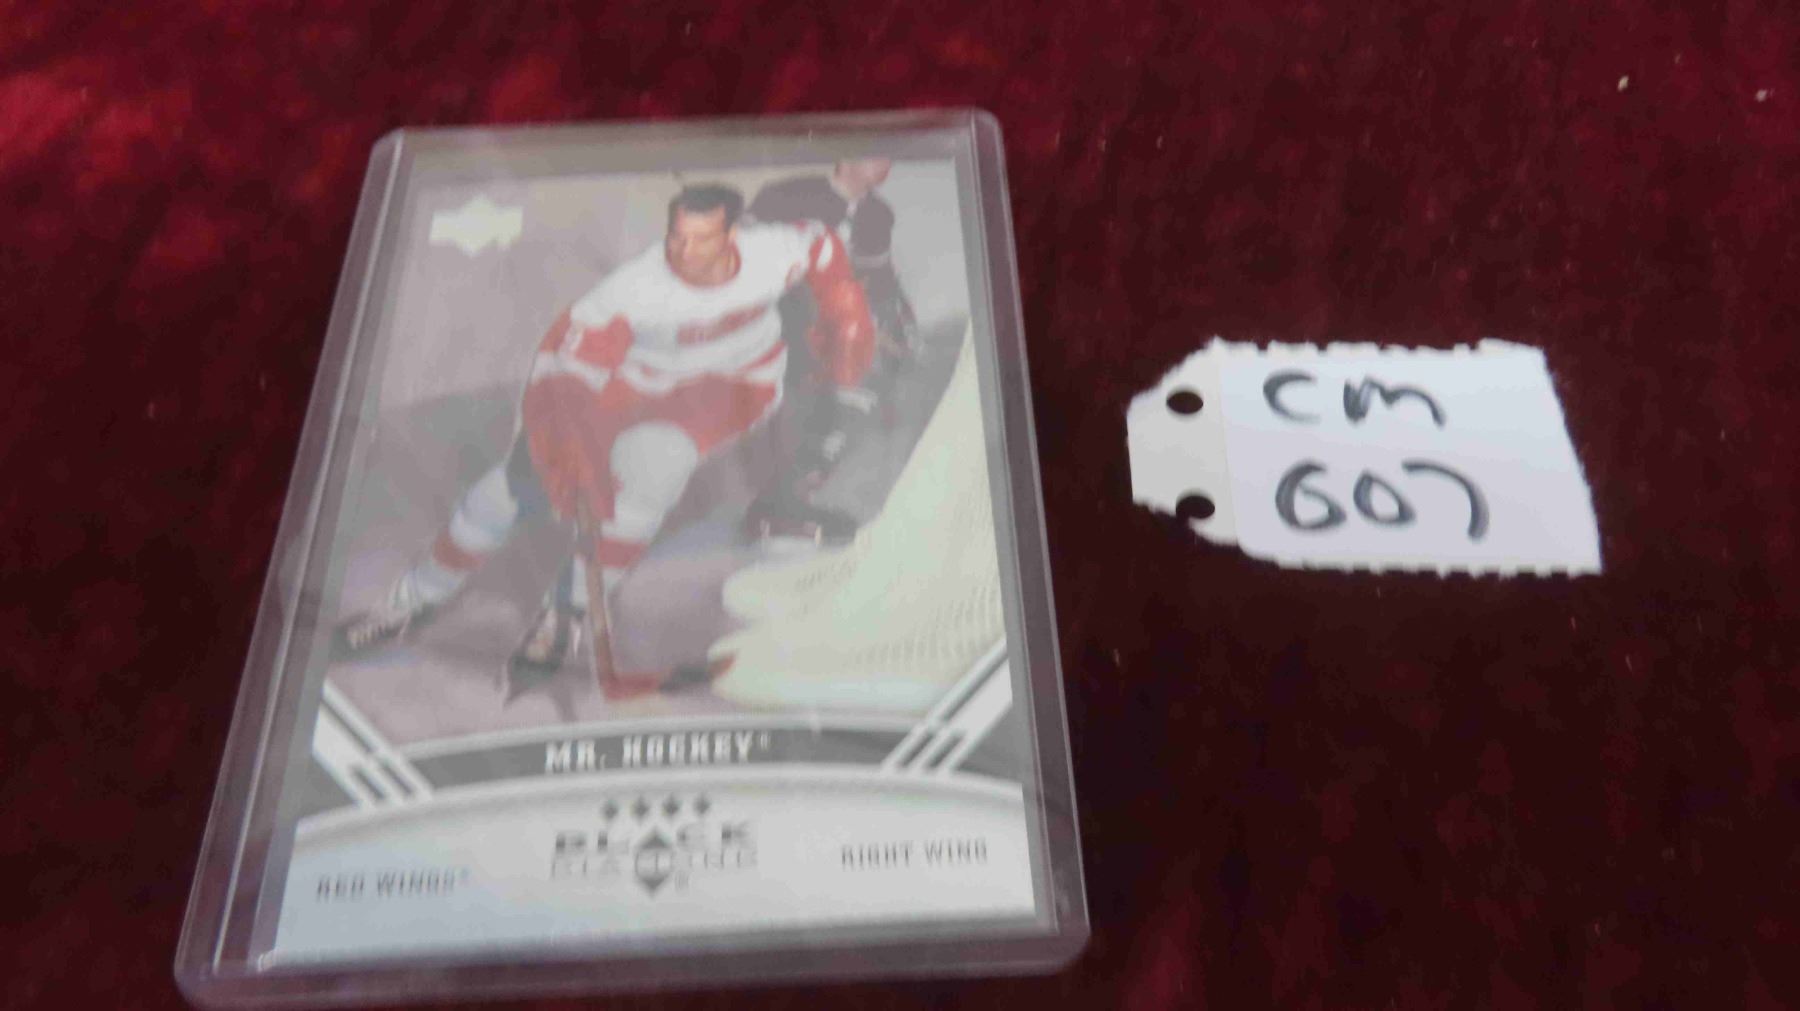 MR. HOCKEY®
BLACK
DIAMOND®
RED WINGS®
RIGHT WING
CM
607